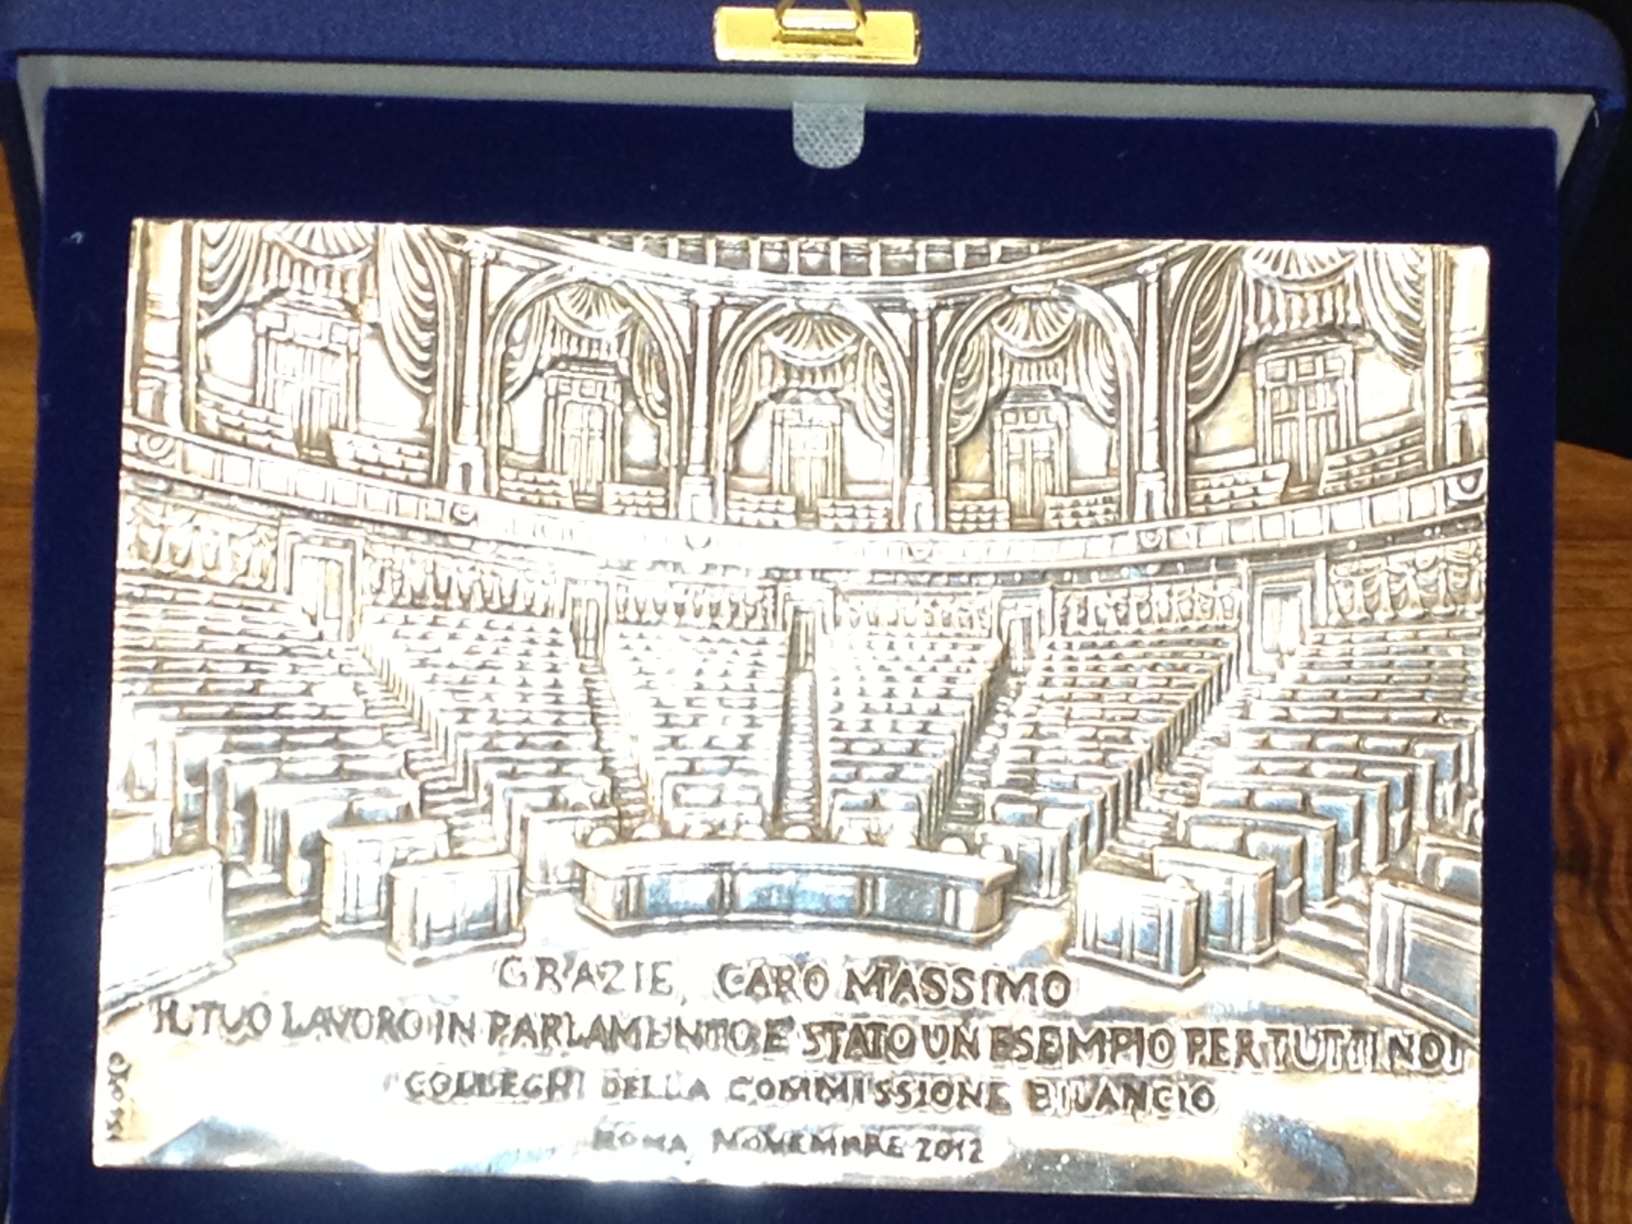 GRAZIE, CARO MASSIMO
IL TUO LAVORO IN PARLAMENTO E' STATO UN ESEMPIO PER TUTTI NOI
I COLLEGHI DELLA COMMISSIONE BILANCIO
ROMA, NOVEMBRE 2012